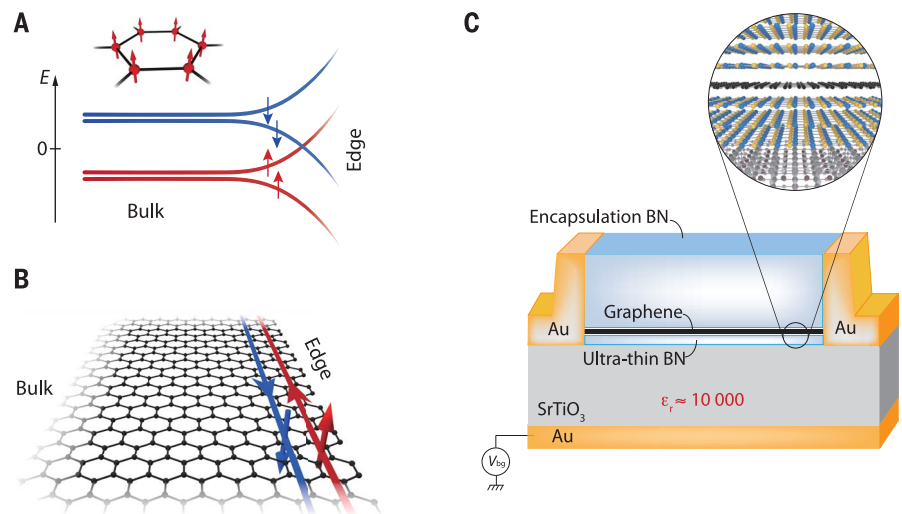 A
E
0
Bulk
Edge
B
Bulk
Edge
C
Encapsulation BN
Graphene
Au
Au
Ultra-thin BN
εr ≈ 10 000
SrTiO3
Au
Vbg